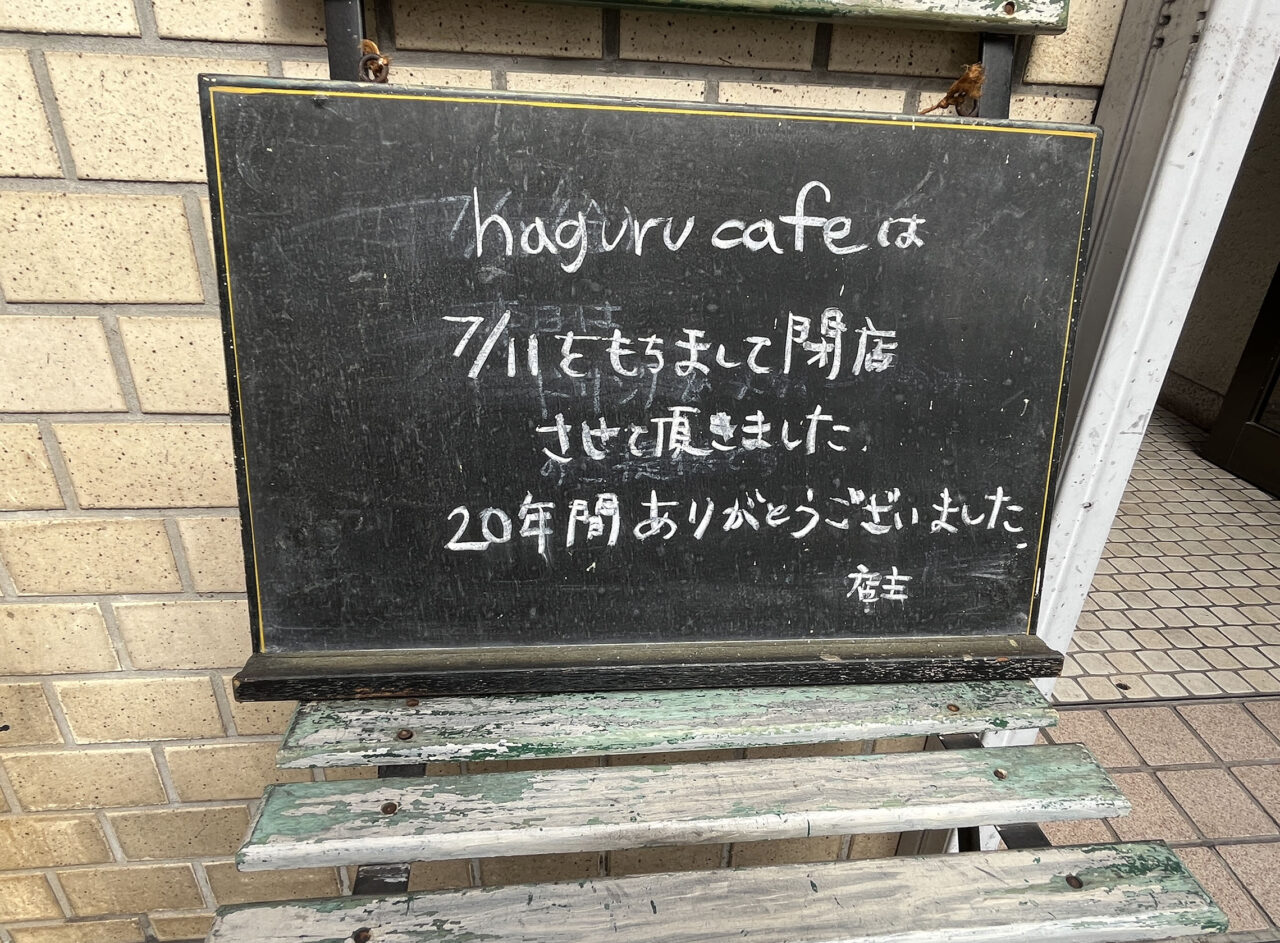 haguru cafeは
7/11をもちまして閉店
させて頂きました.
20年間ありがとうございました.
店主